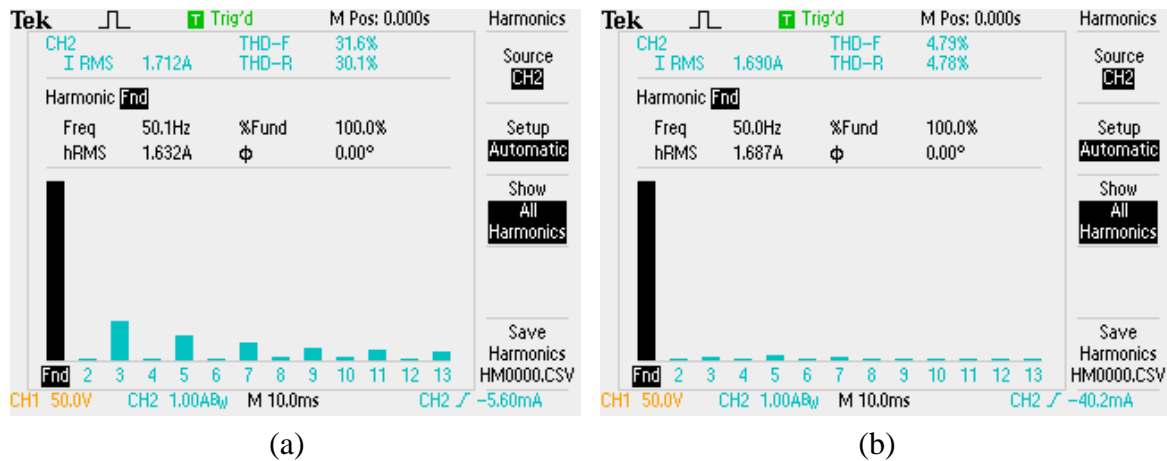 Tek T Trig'd M Pos: 0.000s Harmonics
CH2 THD-F 31.6%
I RMS 1.712A THD-R 30.1%
Source
CH2
Harmonic Fnd
Freq 50.1Hz %Fund 100.0%
hRMS 1.632A Φ 0.00°
Setup
Automatic
Show
All
Harmonics
Save
Harmonics
HM0000.CSV
Fnd 2 3 4 5 6 7 8 9 10 11 12 13
CH1 50.0V CH2 1.00ABW M 10.0ms CH2 ∕ -5.60mA
(a)
Tek T Trig'd M Pos: 0.000s Harmonics
CH2 THD-F 4.79%
I RMS 1.690A THD-R 4.78%
Source
CH2
Harmonic Fnd
Freq 50.0Hz %Fund 100.0%
hRMS 1.687A Φ 0.00°
Setup
Automatic
Show
All
Harmonics
Save
Harmonics
HM0000.CSV
Fnd 2 3 4 5 6 7 8 9 10 11 12 13
CH1 50.0V CH2 1.00ABW M 10.0ms CH2 ∕ -40.2mA
(b)